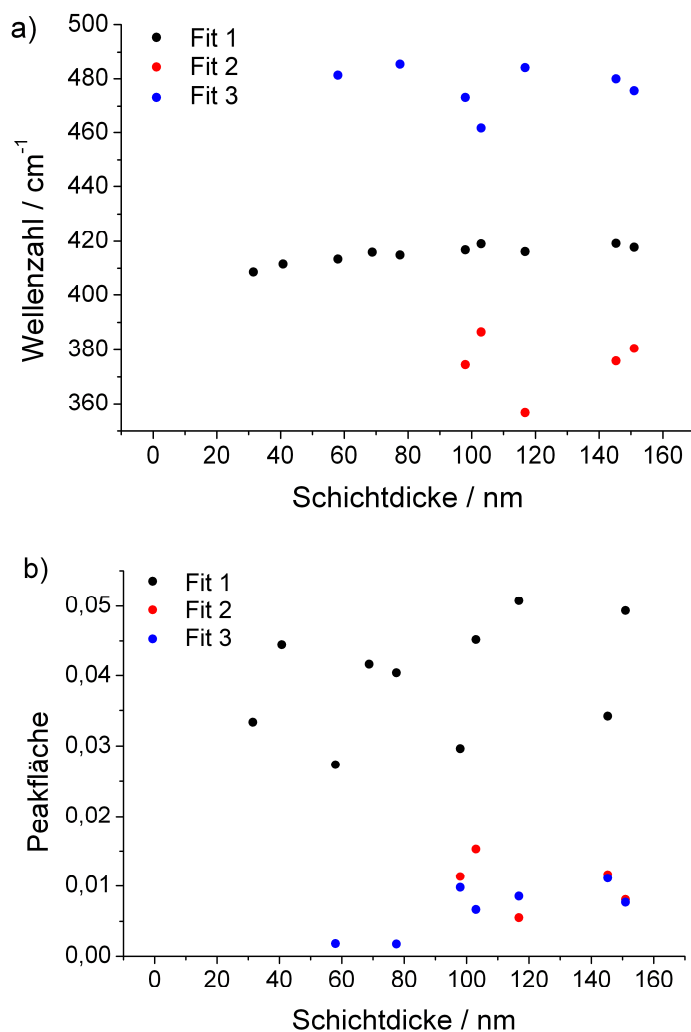 a)
Fit 1
Fit 2
Fit 3
500
480
460
440
420
400
380
360
Wellenzahl / cm⁻¹
0 20 40 60 80 100 120 140 160
Schichtdicke / nm
b)
Fit 1
Fit 2
Fit 3
0,05
0,04
0,03
0,02
0,01
0,00
Peakfläche
0 20 40 60 80 100 120 140 160
Schichtdicke / nm